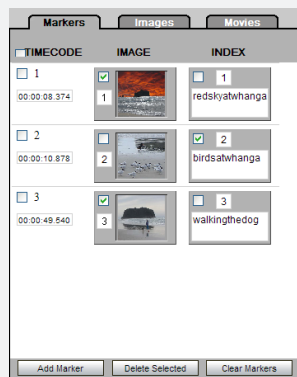 Markers Images Movies
TIMECODE IMAGE INDEX
1 1 1
00:00:08.374 redskyatwhanga
2 2 2
00:00:10.878 birdsatwhanga
3 3 3
00:00:49.540 walkingthedog
Add Marker Delete Selected Clear Markers